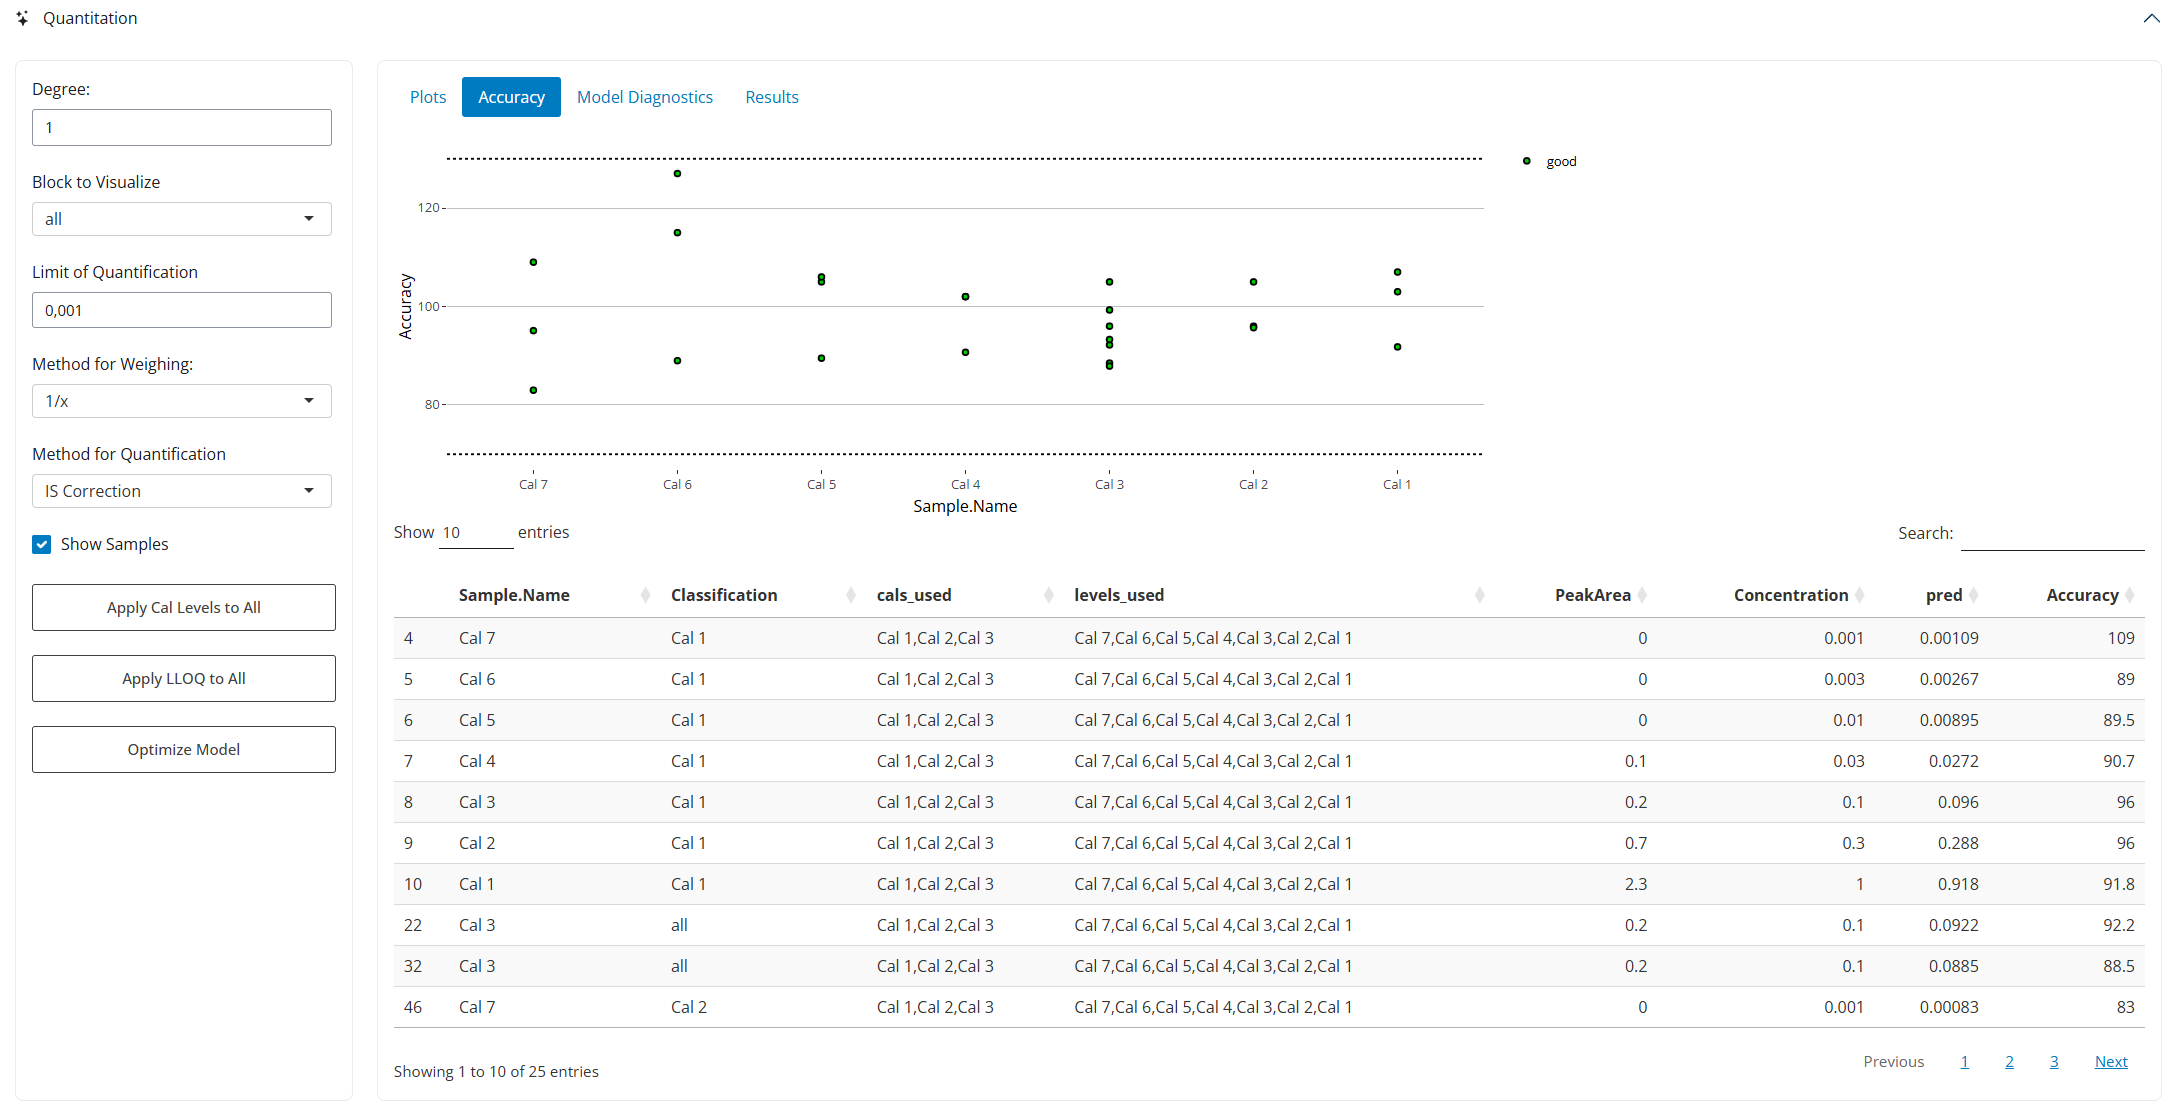 Quantitation
Degree:
1
Block to Visualize
all
Limit of Quantification
0,001
Method for Weighing:
1/x
Method for Quantification
IS Correction
Show Samples
Apply Cal Levels to All
Apply LLOQ to All
Optimize Model
Plots Accuracy Model Diagnostics Results
good
120
100
80
Accuracy
Cal 7 Cal 6 Cal 5 Cal 4 Cal 3 Cal 2 Cal 1
Sample.Name
Show 10 entries
Search:
Sample.Name Classification cals_used levels_used PeakArea Concentration pred Accuracy
4 Cal 7 Cal 1 Cal 1,Cal 2,Cal 3 Cal 7,Cal 6,Cal 5,Cal 4,Cal 3,Cal 2,Cal 1 0 0.001 0.00109 109
5 Cal 6 Cal 1 Cal 1,Cal 2,Cal 3 Cal 7,Cal 6,Cal 5,Cal 4,Cal 3,Cal 2,Cal 1 0 0.003 0.00267 89
6 Cal 5 Cal 1 Cal 1,Cal 2,Cal 3 Cal 7,Cal 6,Cal 5,Cal 4,Cal 3,Cal 2,Cal 1 0 0.01 0.00895 89.5
7 Cal 4 Cal 1 Cal 1,Cal 2,Cal 3 Cal 7,Cal 6,Cal 5,Cal 4,Cal 3,Cal 2,Cal 1 0.1 0.03 0.0272 90.7
8 Cal 3 Cal 1 Cal 1,Cal 2,Cal 3 Cal 7,Cal 6,Cal 5,Cal 4,Cal 3,Cal 2,Cal 1 0.2 0.1 0.096 96
9 Cal 2 Cal 1 Cal 1,Cal 2,Cal 3 Cal 7,Cal 6,Cal 5,Cal 4,Cal 3,Cal 2,Cal 1 0.7 0.3 0.288 96
10 Cal 1 Cal 1 Cal 1,Cal 2,Cal 3 Cal 7,Cal 6,Cal 5,Cal 4,Cal 3,Cal 2,Cal 1 2.3 1 0.918 91.8
22 Cal 3 all Cal 1,Cal 2,Cal 3 Cal 7,Cal 6,Cal 5,Cal 4,Cal 3,Cal 2,Cal 1 0.2 0.1 0.0922 92.2
32 Cal 3 all Cal 1,Cal 2,Cal 3 Cal 7,Cal 6,Cal 5,Cal 4,Cal 3,Cal 2,Cal 1 0.2 0.1 0.0885 88.5
46 Cal 7 Cal 2 Cal 1,Cal 2,Cal 3 Cal 7,Cal 6,Cal 5,Cal 4,Cal 3,Cal 2,Cal 1 0 0.001 0.00083 83
Showing 1 to 10 of 25 entries
Previous 1 2 3 Next